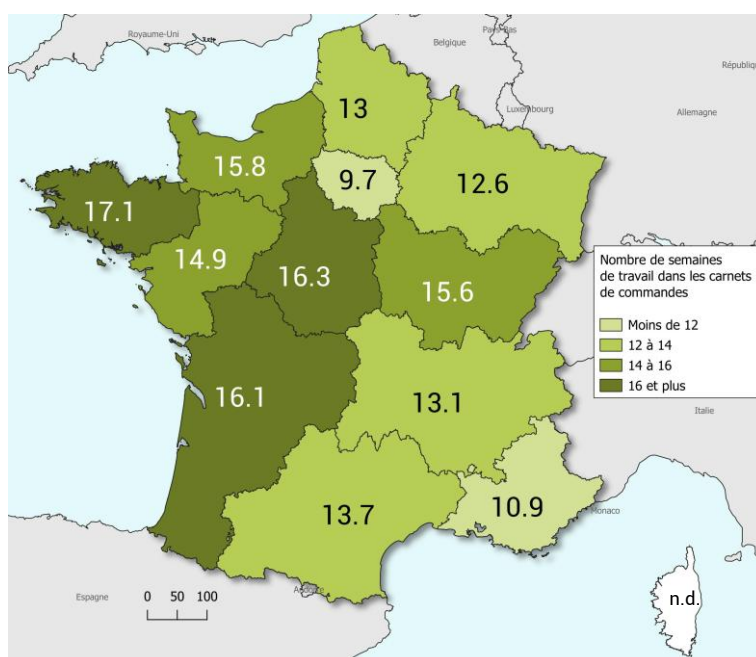 Royaume-Uni
Belgique
Pays-Bas
Luxembourg
Allemagne
13
15.8
9.7
12.6
17.1
14.9
16.3
15.6
16.1
13.1
13.7
10.9
Nombre de semaines
de travail dans les carnets
de commandes
Moins de 12
12 à 14
14 à 16
16 et plus
Italie
Monaco
Espagne
0 50 100
n.d.